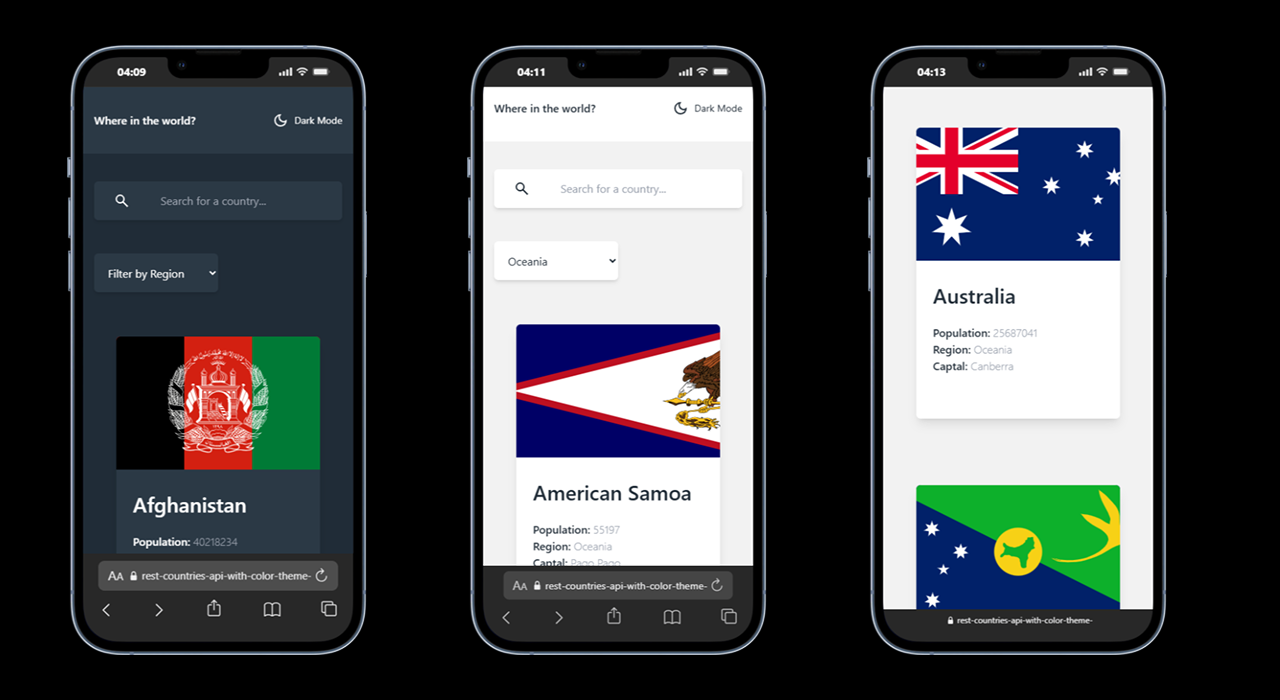 04:09
Where in the world?
Dark Mode
Search for a country...
Filter by Region
Afghanistan
Population: 40218234
AA rest-countries-api-with-color-theme-
04:11
Where in the world?
Dark Mode
Search for a country...
Oceania
American Samoa
Population: 55197
Region: Oceania
Captal: Pago Pago
AA rest-countries-api-with-color-theme-
04:13
Australia
Population: 25687041
Region: Oceania
Captal: Canberra
rest-countries-api-with-color-theme-